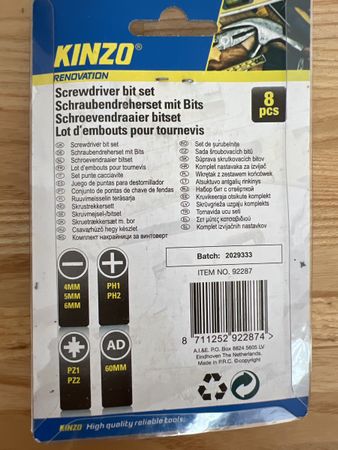 KINZO®
RENOVATION
Screwdriver bit set
Schraubendreherset mit Bits
Schroevendraaier bitset
Lot d'embouts pour tournevis
8
pcs
Screwdriver bit set
Schraubendreherset mit Bits
Schroevendraaier bitset
Lot d'embouts pour tournevis
Set punte cacciavite
Juego de puntas para destornillador
Conjunto de pontas de chave de fendas
Ruuvimeisselin teräsarja
Skrustrekkersett
Skruvmejsel-/bitset
Skruetrækkersæt m. bor
Csavarhúzó hegy készlet
Комплект накрайници за винтоверт
Set de şurubelniţe
Sada šroubovacích bitů
Súprava skrutkovacích bitov
Komplet nastavaka za izvijač
Wkrętak z zestawem końcówek
Atsuktuvo antgalių rinkinys
Набор бит с отвёрткой
Kruvikeeraja otsikute komplekt
Skrūvgrieža uzgaļu komplekts
Tornavida ucu seti
Σετ μύτες κατσαβιδιού
Komplet izvijačnih nastavkov
4MM
5MM
6MM
PH1
PH2
PZ1
PZ2
AD
60MM
Batch: 2029333
ITEM NO. 92287
8 711252 922874 >
A.I.&E. P.O. Box 8824 5605 LV
Eindhoven The Netherlands
Made in P.R.C. ©copyright
KINZO High quality reliable tools